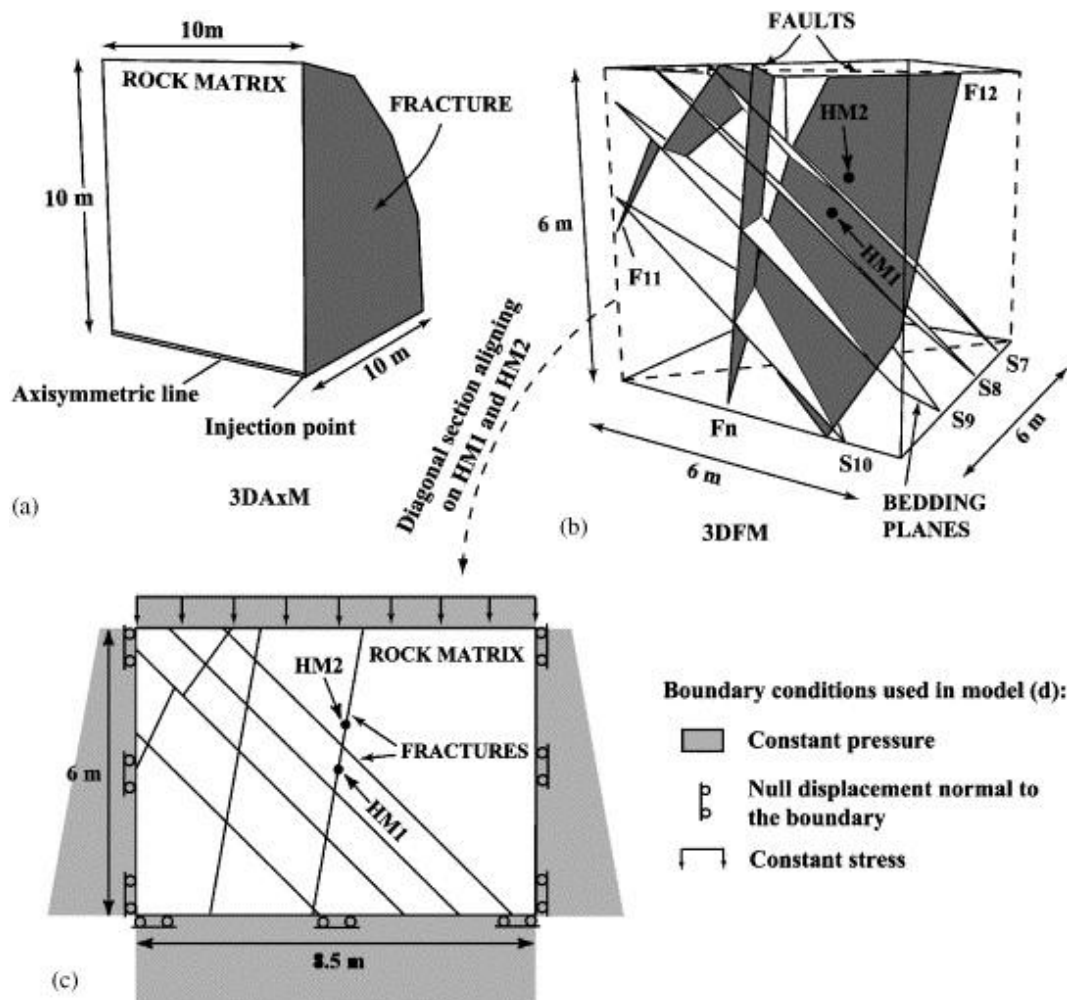 10m
ROCK MATRIX
FRACTURE
10 m
10 m
Axisymmetric line
Injection point
(a)
3DAxM
FAULTS
F12
HM2
HM1
6 m
F11
Fn
S7
S8
S9
S10
6 m
6 m
BEDDING
PLANES
(b)
3DFM
Diagonal section aligning
on HM1 and HM2
ROCK MATRIX
HM2
FRACTURES
HM1
6 m
8.5 m
(c)
Boundary conditions used in model (d):
Constant pressure
Null displacement normal to
the boundary
Constant stress